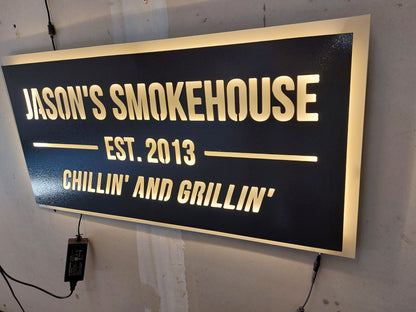 JASON'S SMOKEHOUSE
EST. 2013
CHILLIN' AND GRILLIN'